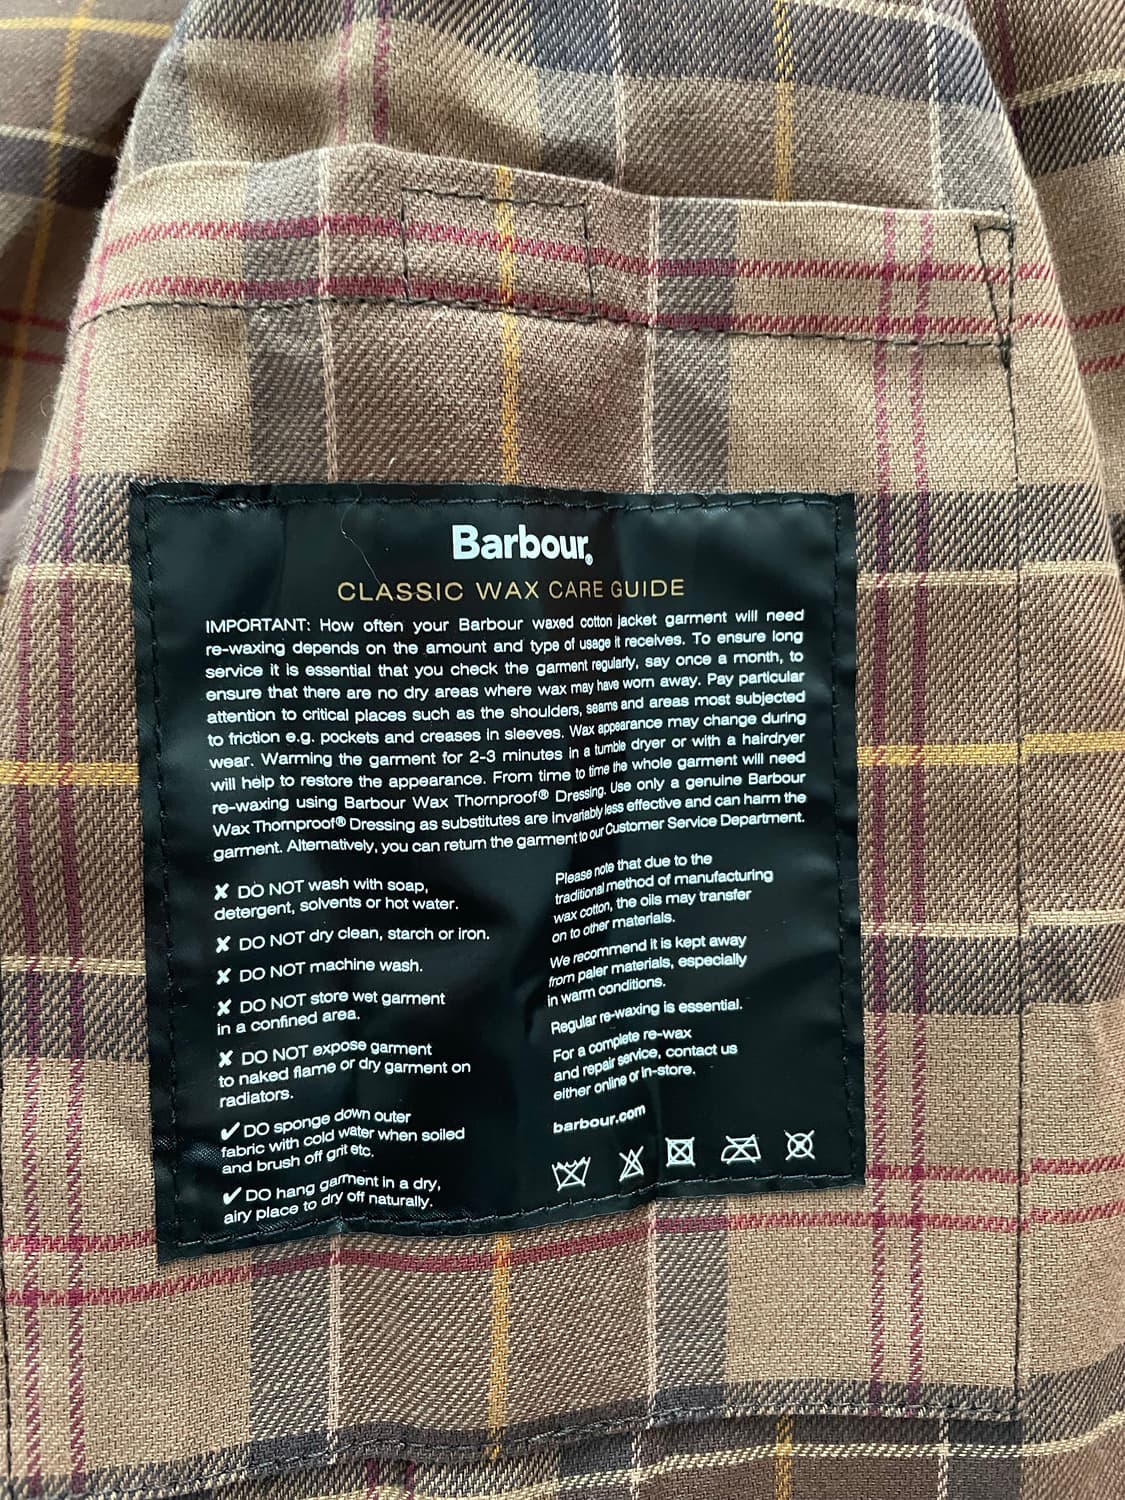 Barbour®
CLASSIC WAX CARE GUIDE
IMPORTANT: How often your Barbour waxed cotton jacket garment will need
re-waxing depends on the amount and type of usage it receives. To ensure long
service it is essential that you check the garment regularly, say once a month, to
ensure that there are no dry areas where wax may have worn away. Pay particular
attention to critical places such as the shoulders, seams and areas most subjected
to friction e.g. pockets and creases in sleeves. Wax appearance may change during
wear. Warming the garment for 2-3 minutes in a tumble dryer or with a hairdryer
will help to restore the appearance. From time to time the whole garment will need
re-waxing using Barbour Wax Thornproof® Dressing. Use only a genuine Barbour
Wax Thornproof® Dressing as substitutes are invariably less effective and can harm the
garment. Alternatively, you can return the garment to our Customer Service Department.
✘ DO NOT wash with soap,
detergent, solvents or hot water.
✘ DO NOT dry clean, starch or iron.
✘ DO NOT machine wash.
✘ DO NOT store wet garment
in a confined area.
✘ DO NOT expose garment
to naked flame or dry garment on
radiators.
✔ DO sponge down outer
fabric with cold water when soiled
and brush off grit etc.
✔ DO hang garment in a dry,
airy place to dry off naturally.
Please note that due to the
traditional method of manufacturing
wax cotton, the oils may transfer
on to other materials.
We recommend it is kept away
from paler materials, especially
in warm conditions.
Regular re-waxing is essential.
For a complete re-wax
and repair service, contact us
either online or in-store.
barbour.com